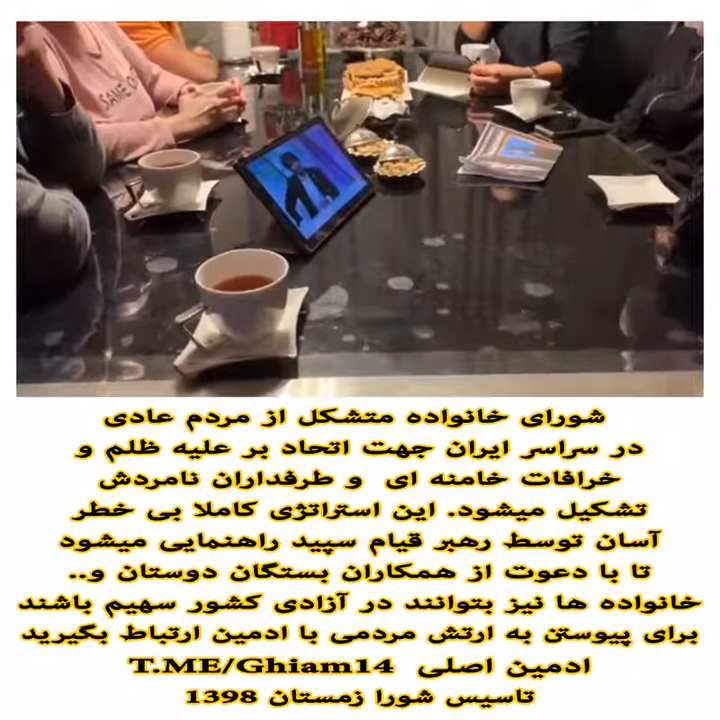 SAME O
شورای خانواده متشکل از مردم عادی
در سراسر ایران جهت اتحاد بر علیه ظلم و
خرافات خامنه ای و طرفداران نامردش
تشکیل میشود. این استراتژی کاملا بی خطر
آسان توسط رهبر قیام سپید راهنمایی میشود
تا با دعوت از همکاران بستگان دوستان و..
خانواده ها نیز بتوانند در آزادی کشور سهیم باشند
برای پیوستن به ارتش مردمی با ادمین ارتباط بگیرید
ادمین اصلی T.ME/Ghiam14
تاسیس شورا زمستان 1398